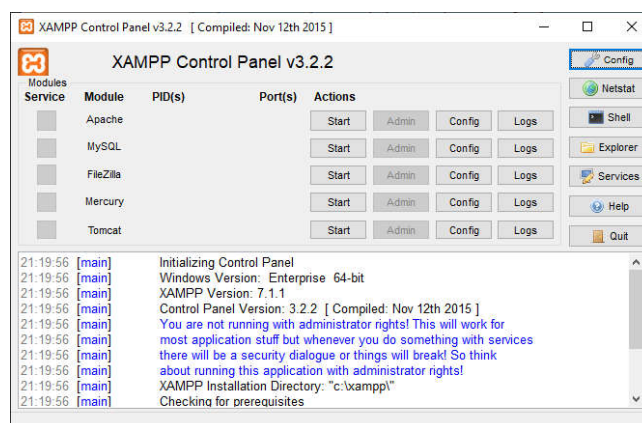 XAMPP Control Panel v3.2.2 [ Compiled: Nov 12th 2015 ]
XAMPP Control Panel v3.2.2
Config
Modules
Service Module PID(s) Port(s) Actions
Netstat
Apache Start Admin Config Logs
Shell
MySQL Start Admin Config Logs
Explorer
FileZilla Start Admin Config Logs
Services
Mercury Start Admin Config Logs
Help
Tomcat Start Admin Config Logs
Quit
21:19:56 [main] Initializing Control Panel
21:19:56 [main] Windows Version: Enterprise 64-bit
21:19:56 [main] XAMPP Version: 7.1.1
21:19:56 [main] Control Panel Version: 3.2.2 [ Compiled: Nov 12th 2015 ]
21:19:56 [main] You are not running with administrator rights! This will work for
21:19:56 [main] most application stuff but whenever you do something with services
21:19:56 [main] there will be a security dialogue or things will break! So think
21:19:56 [main] about running this application with administrator rights!
21:19:56 [main] XAMPP Installation Directory: "c:\xampp\"
21:19:56 [main] Checking for prerequisites